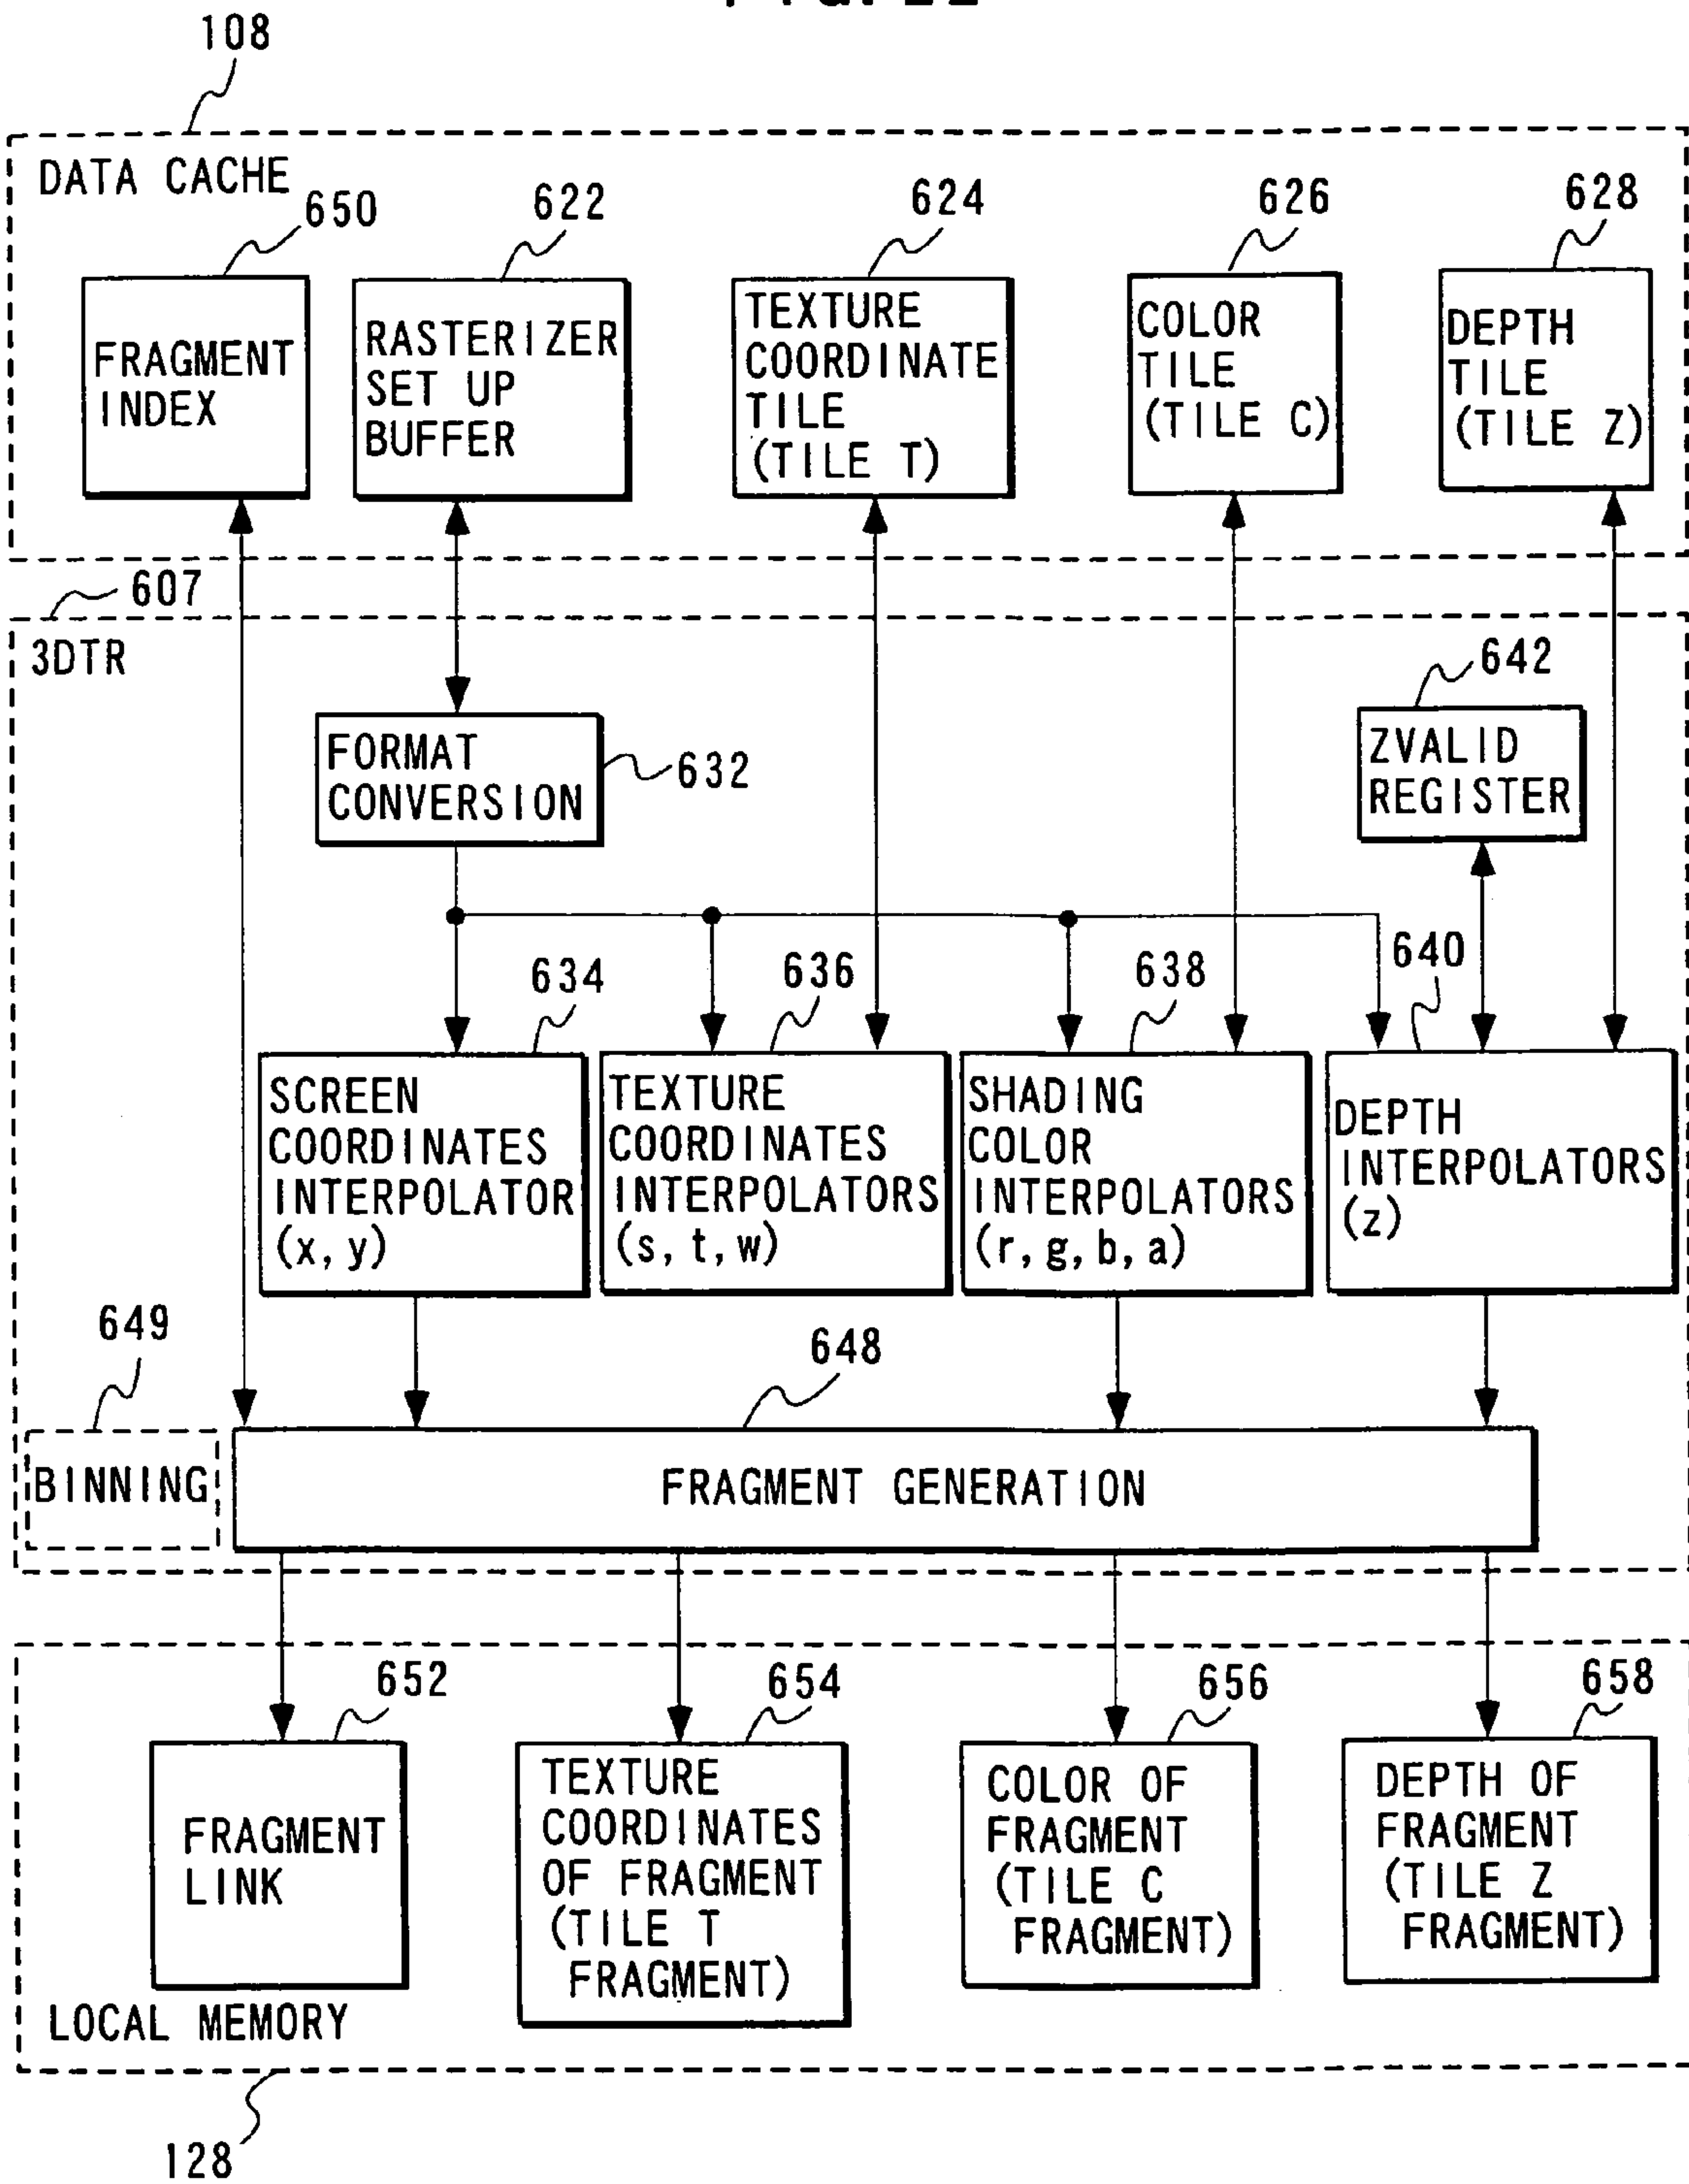 108
DATA CACHE
650
622
624
626
628
FRAGMENT
INDEX
RASTERIZER
SET UP
BUFFER
TEXTURE
COORDINATE
TILE
(TILE T)
COLOR
TILE
(TILE C)
DEPTH
TILE
(TILE Z)
607
3DTR
642
FORMAT
CONVERSION
632
ZVALID
REGISTER
634
636
638
640
SCREEN
COORDINATES
INTERPOLATOR
(x, y)
TEXTURE
COORDINATES
INTERPOLATORS
(s, t, w)
SHADING
COLOR
INTERPOLATORS
(r, g, b, a)
DEPTH
INTERPOLATORS
(z)
649
648
BINNING
FRAGMENT GENERATION
652
654
656
658
FRAGMENT
LINK
TEXTURE
COORDINATES
OF FRAGMENT
(TILE T
FRAGMENT)
COLOR OF
FRAGMENT
(TILE C
FRAGMENT)
DEPTH OF
FRAGMENT
(TILE Z
FRAGMENT)
LOCAL MEMORY
128